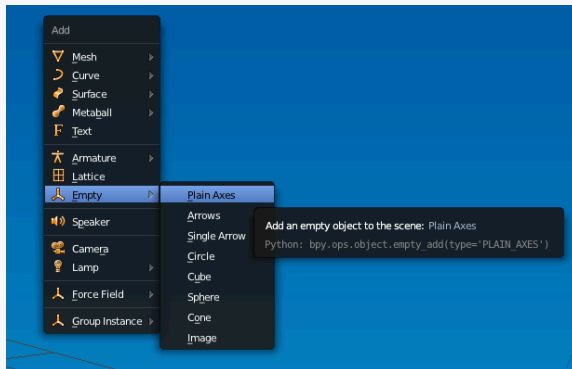 Add
Mesh
Curve
Surface
Metaball
Text
Armature
Lattice
Empty
Speaker
Camera
Lamp
Force Field
Group Instance
Plain Axes
Arrows
Single Arrow
Circle
Cube
Sphere
Cone
Image
Add an empty object to the scene: Plain Axes
Python: bpy.ops.object.empty_add(type='PLAIN_AXES')